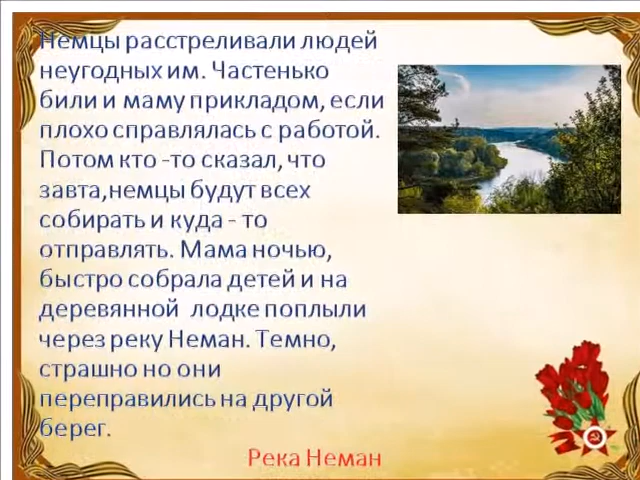 Немцы расстреливали людей
неугодных им. Частенько
били и маму прикладом, если
плохо справлялась с работой.
Потом кто -то сказал, что
завта,немцы будут всех
собирать и куда - то
отправлять. Мама ночью,
быстро собрала детей и на
деревянной лодке поплыли
через реку Неман. Темно,
страшно но они
переправились на другой
берег.
Река Неман